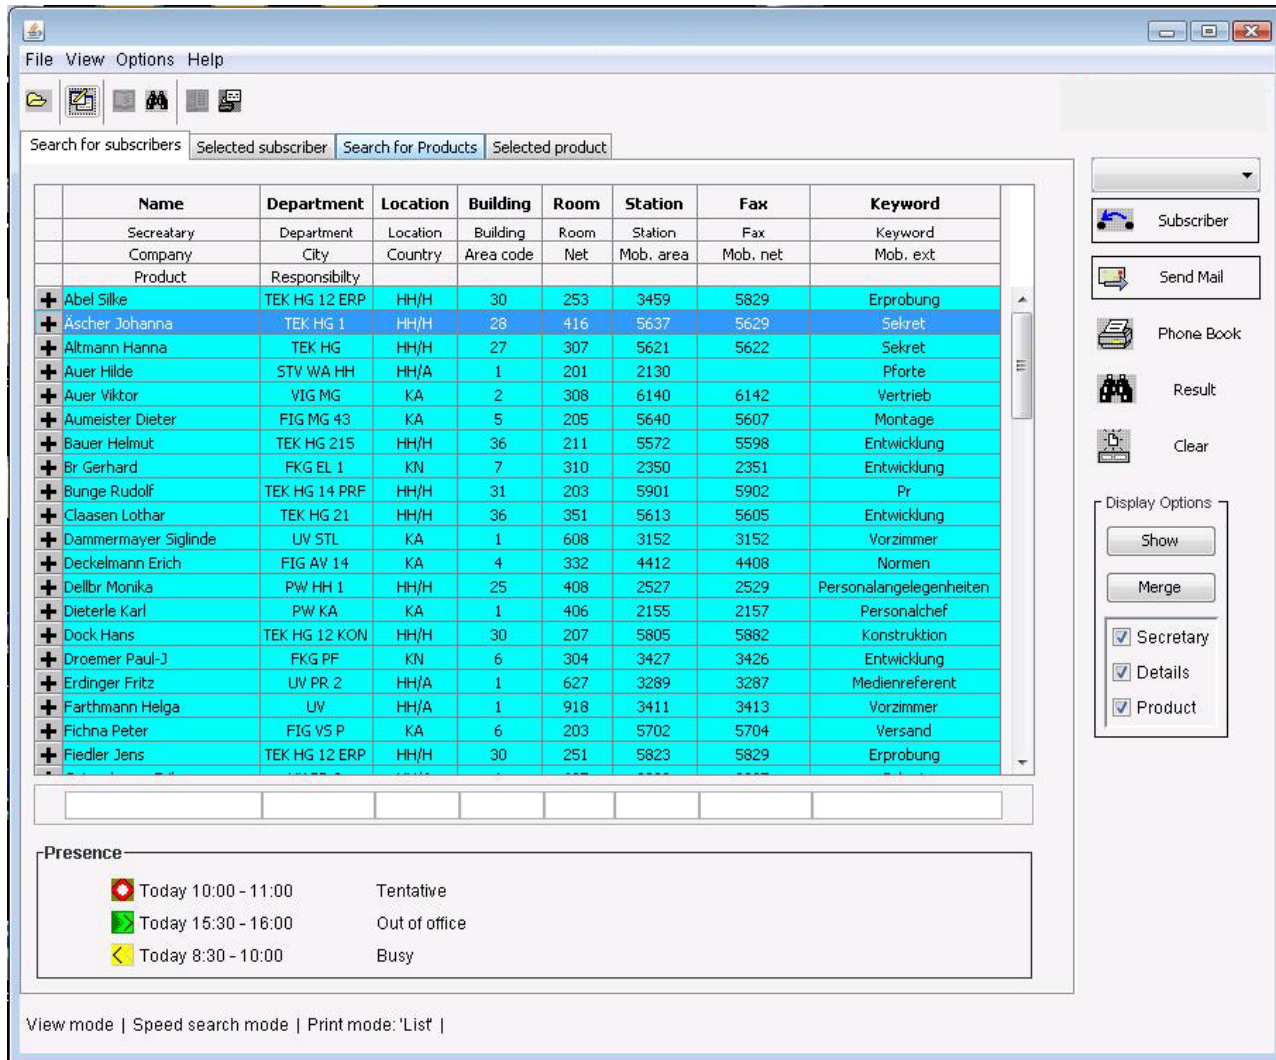 File View Options Help
Search for subscribers Selected subscriber Search for Products Selected product
Name Department Location Building Room Station Fax Keyword
Secreatary Department Location Building Room Station Fax Keyword
Company City Country Area code Net Mob. area Mob. net Mob. ext
Product Responsibilty
Abel Silke TEK HG 12 ERP HH/H 30 253 3459 5829 Erprobung
Äscher Johanna TEK HG 1 HH/H 28 416 5637 5629 Sekret
Altmann Hanna TEK HG HH/H 27 307 5621 5622 Sekret
Auer Hilde STV WA HH HH/A 1 201 2130 Pforte
Auer Viktor VIG MG KA 2 308 6140 6142 Vertrieb
Aumeister Dieter FIG MG 43 KA 5 205 5640 5607 Montage
Bauer Helmut TEK HG 215 HH/H 36 211 5572 5598 Entwicklung
Br Gerhard FKG EL 1 KN 7 310 2350 2351 Entwicklung
Bunge Rudolf TEK HG 14 PRF HH/H 31 203 5901 5902 Pr
Claasen Lothar TEK HG 21 HH/H 36 351 5613 5605 Entwicklung
Dammermayer Siglinde UV STL KA 1 608 3152 3152 Vorzimmer
Deckelmann Erich FIG AV 14 KA 4 332 4412 4408 Normen
Dellbr Monika PW HH 1 HH/H 25 408 2527 2529 Personalangelegenheiten
Dieterle Karl PW KA KA 1 406 2155 2157 Personalchef
Dock Hans TEK HG 12 KON HH/H 30 207 5805 5882 Konstruktion
Droemer Paul-J FKG PF KN 6 304 3427 3426 Entwicklung
Erdinger Fritz UV PR 2 HH/A 1 627 3289 3287 Medienreferent
Farthmann Helga UV HH/A 1 918 3411 3413 Vorzimmer
Fichna Peter FIG VS P KA 6 203 5702 5704 Versand
Fiedler Jens TEK HG 12 ERP HH/H 30 251 5823 5829 Erprobung
Subscriber
Send Mail
Phone Book
Result
Clear
Display Options
Show
Merge
Secretary
Details
Product
Presence
Today 10:00 - 11:00 Tentative
Today 15:30 - 16:00 Out of office
Today 8:30 - 10:00 Busy
View mode | Speed search mode | Print mode: 'List' |